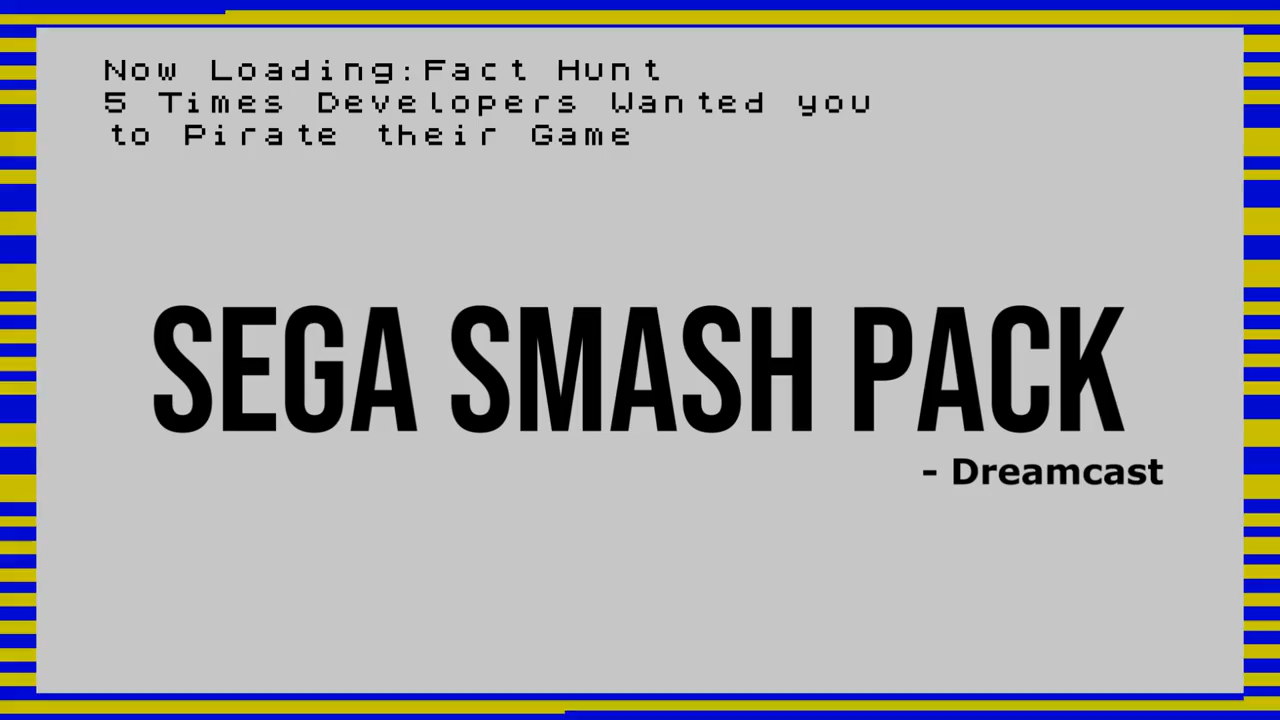 Now Loading:Fact Hunt
5 Times Developers Wanted you
to Pirate their Game
SEGA SMASH PACK
- Dreamcast